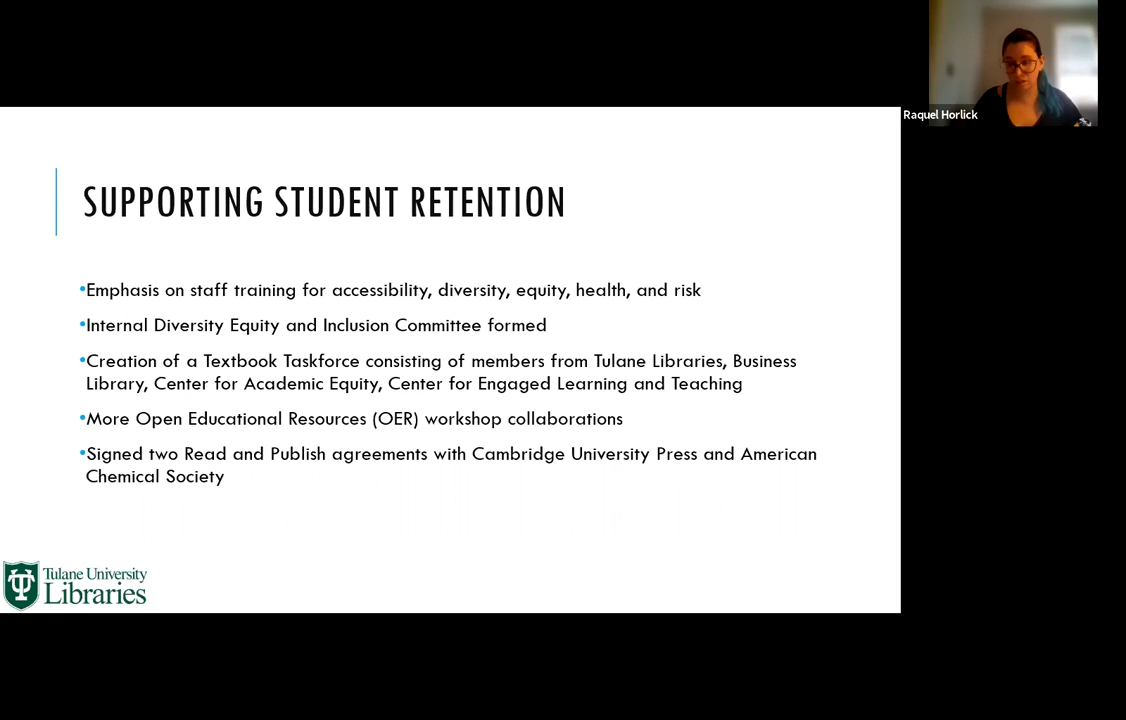 Raquel Horlick
SUPPORTING STUDENT RETENTION
•Emphasis on staff training for accessibility, diversity, equity, health, and risk
•Internal Diversity Equity and Inclusion Committee formed
•Creation of a Textbook Taskforce consisting of members from Tulane Libraries, Business
Library, Center for Academic Equity, Center for Engaged Learning and Teaching
•More Open Educational Resources (OER) workshop collaborations
•Signed two Read and Publish agreements with Cambridge University Press and American
Chemical Society
Tulane University
Libraries